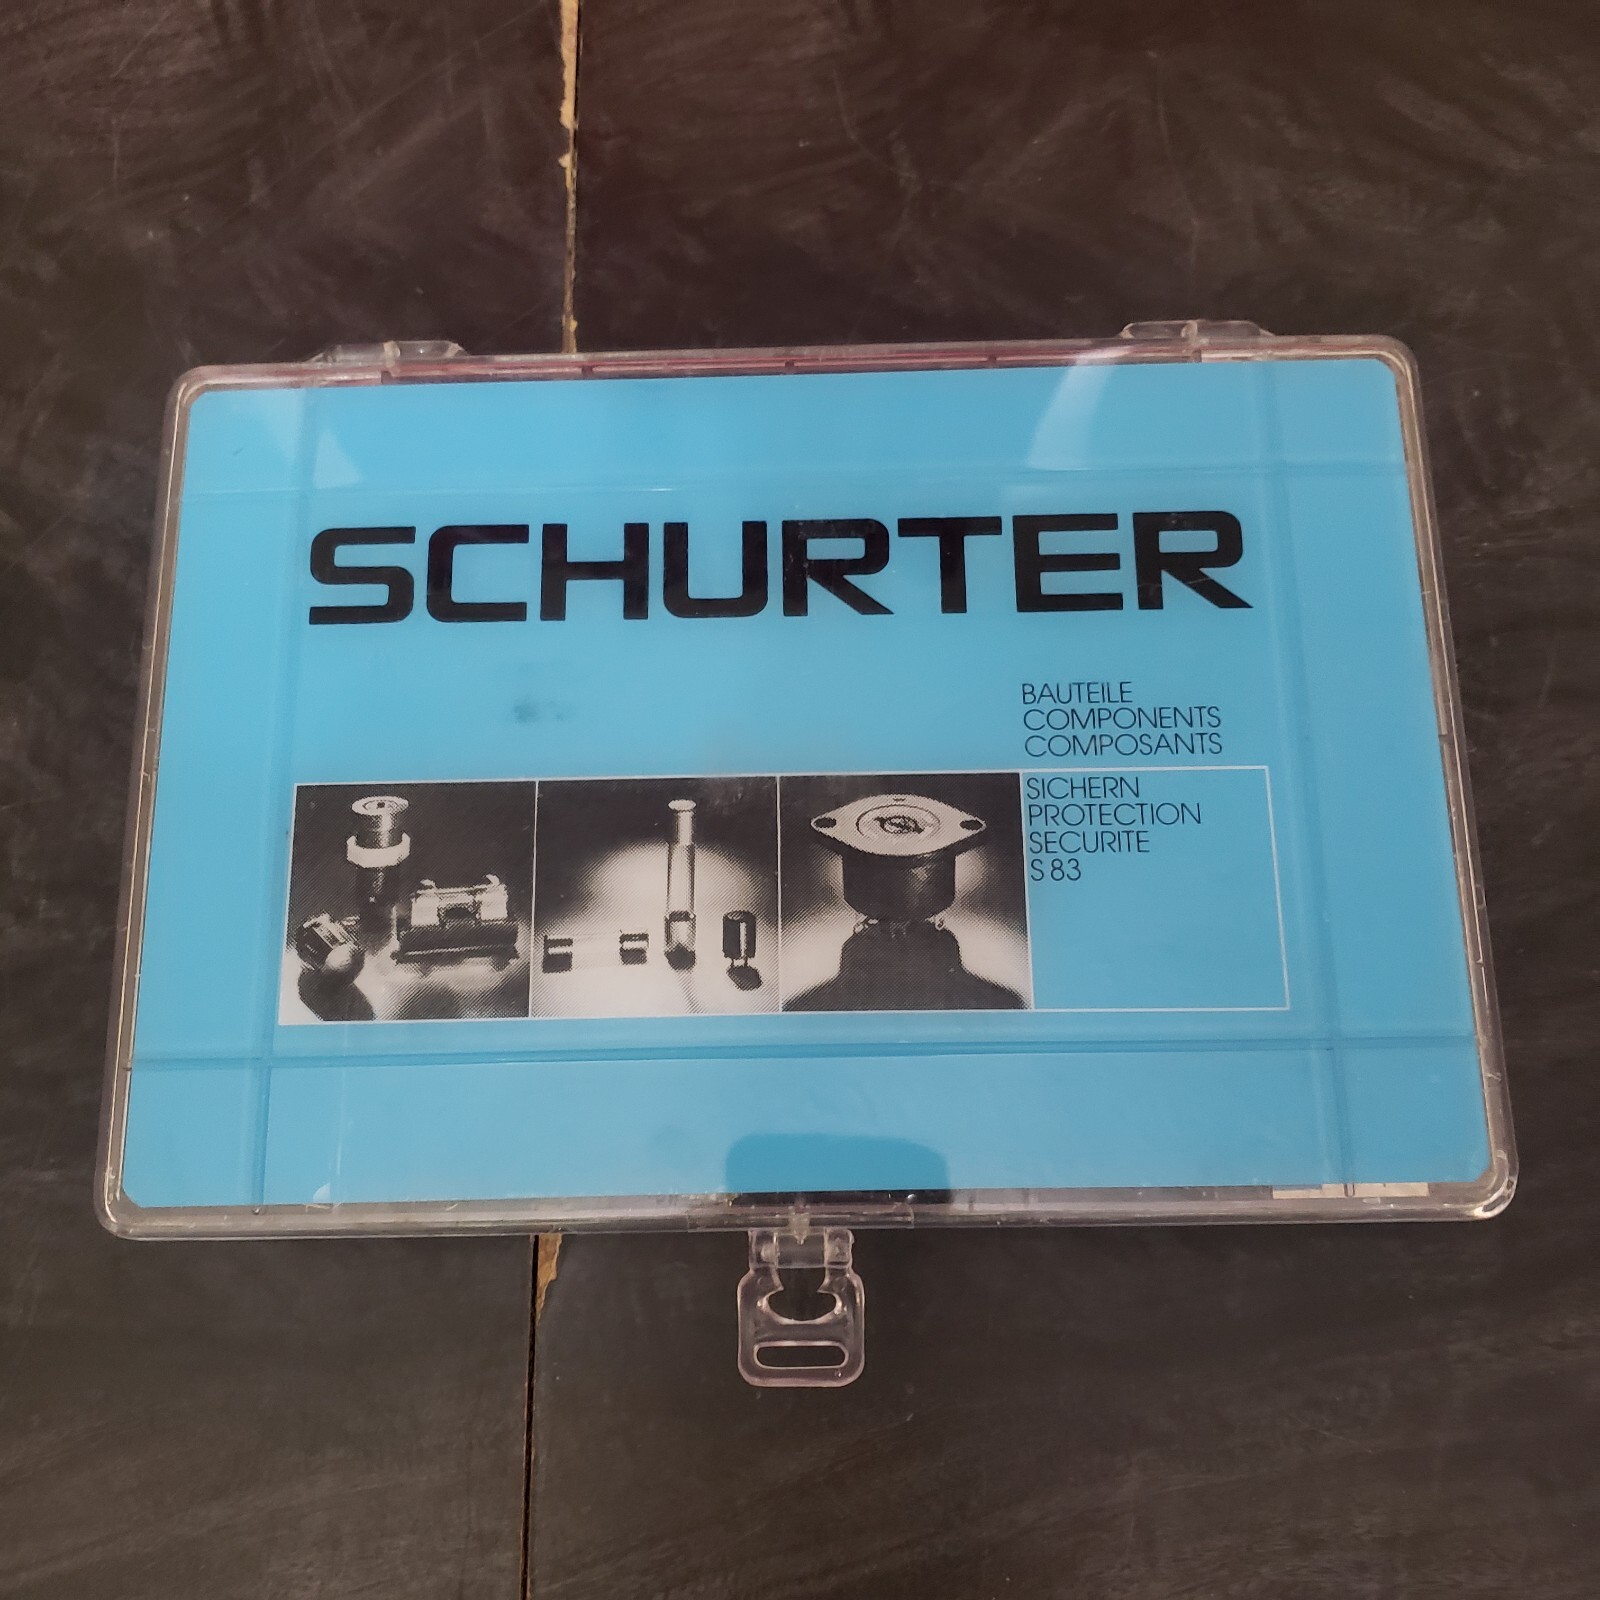 SCHURTER
BAUTEILE
COMPONENTS
COMPOSANTS
SICHERN
PROTECTION
SECURITE
S 83